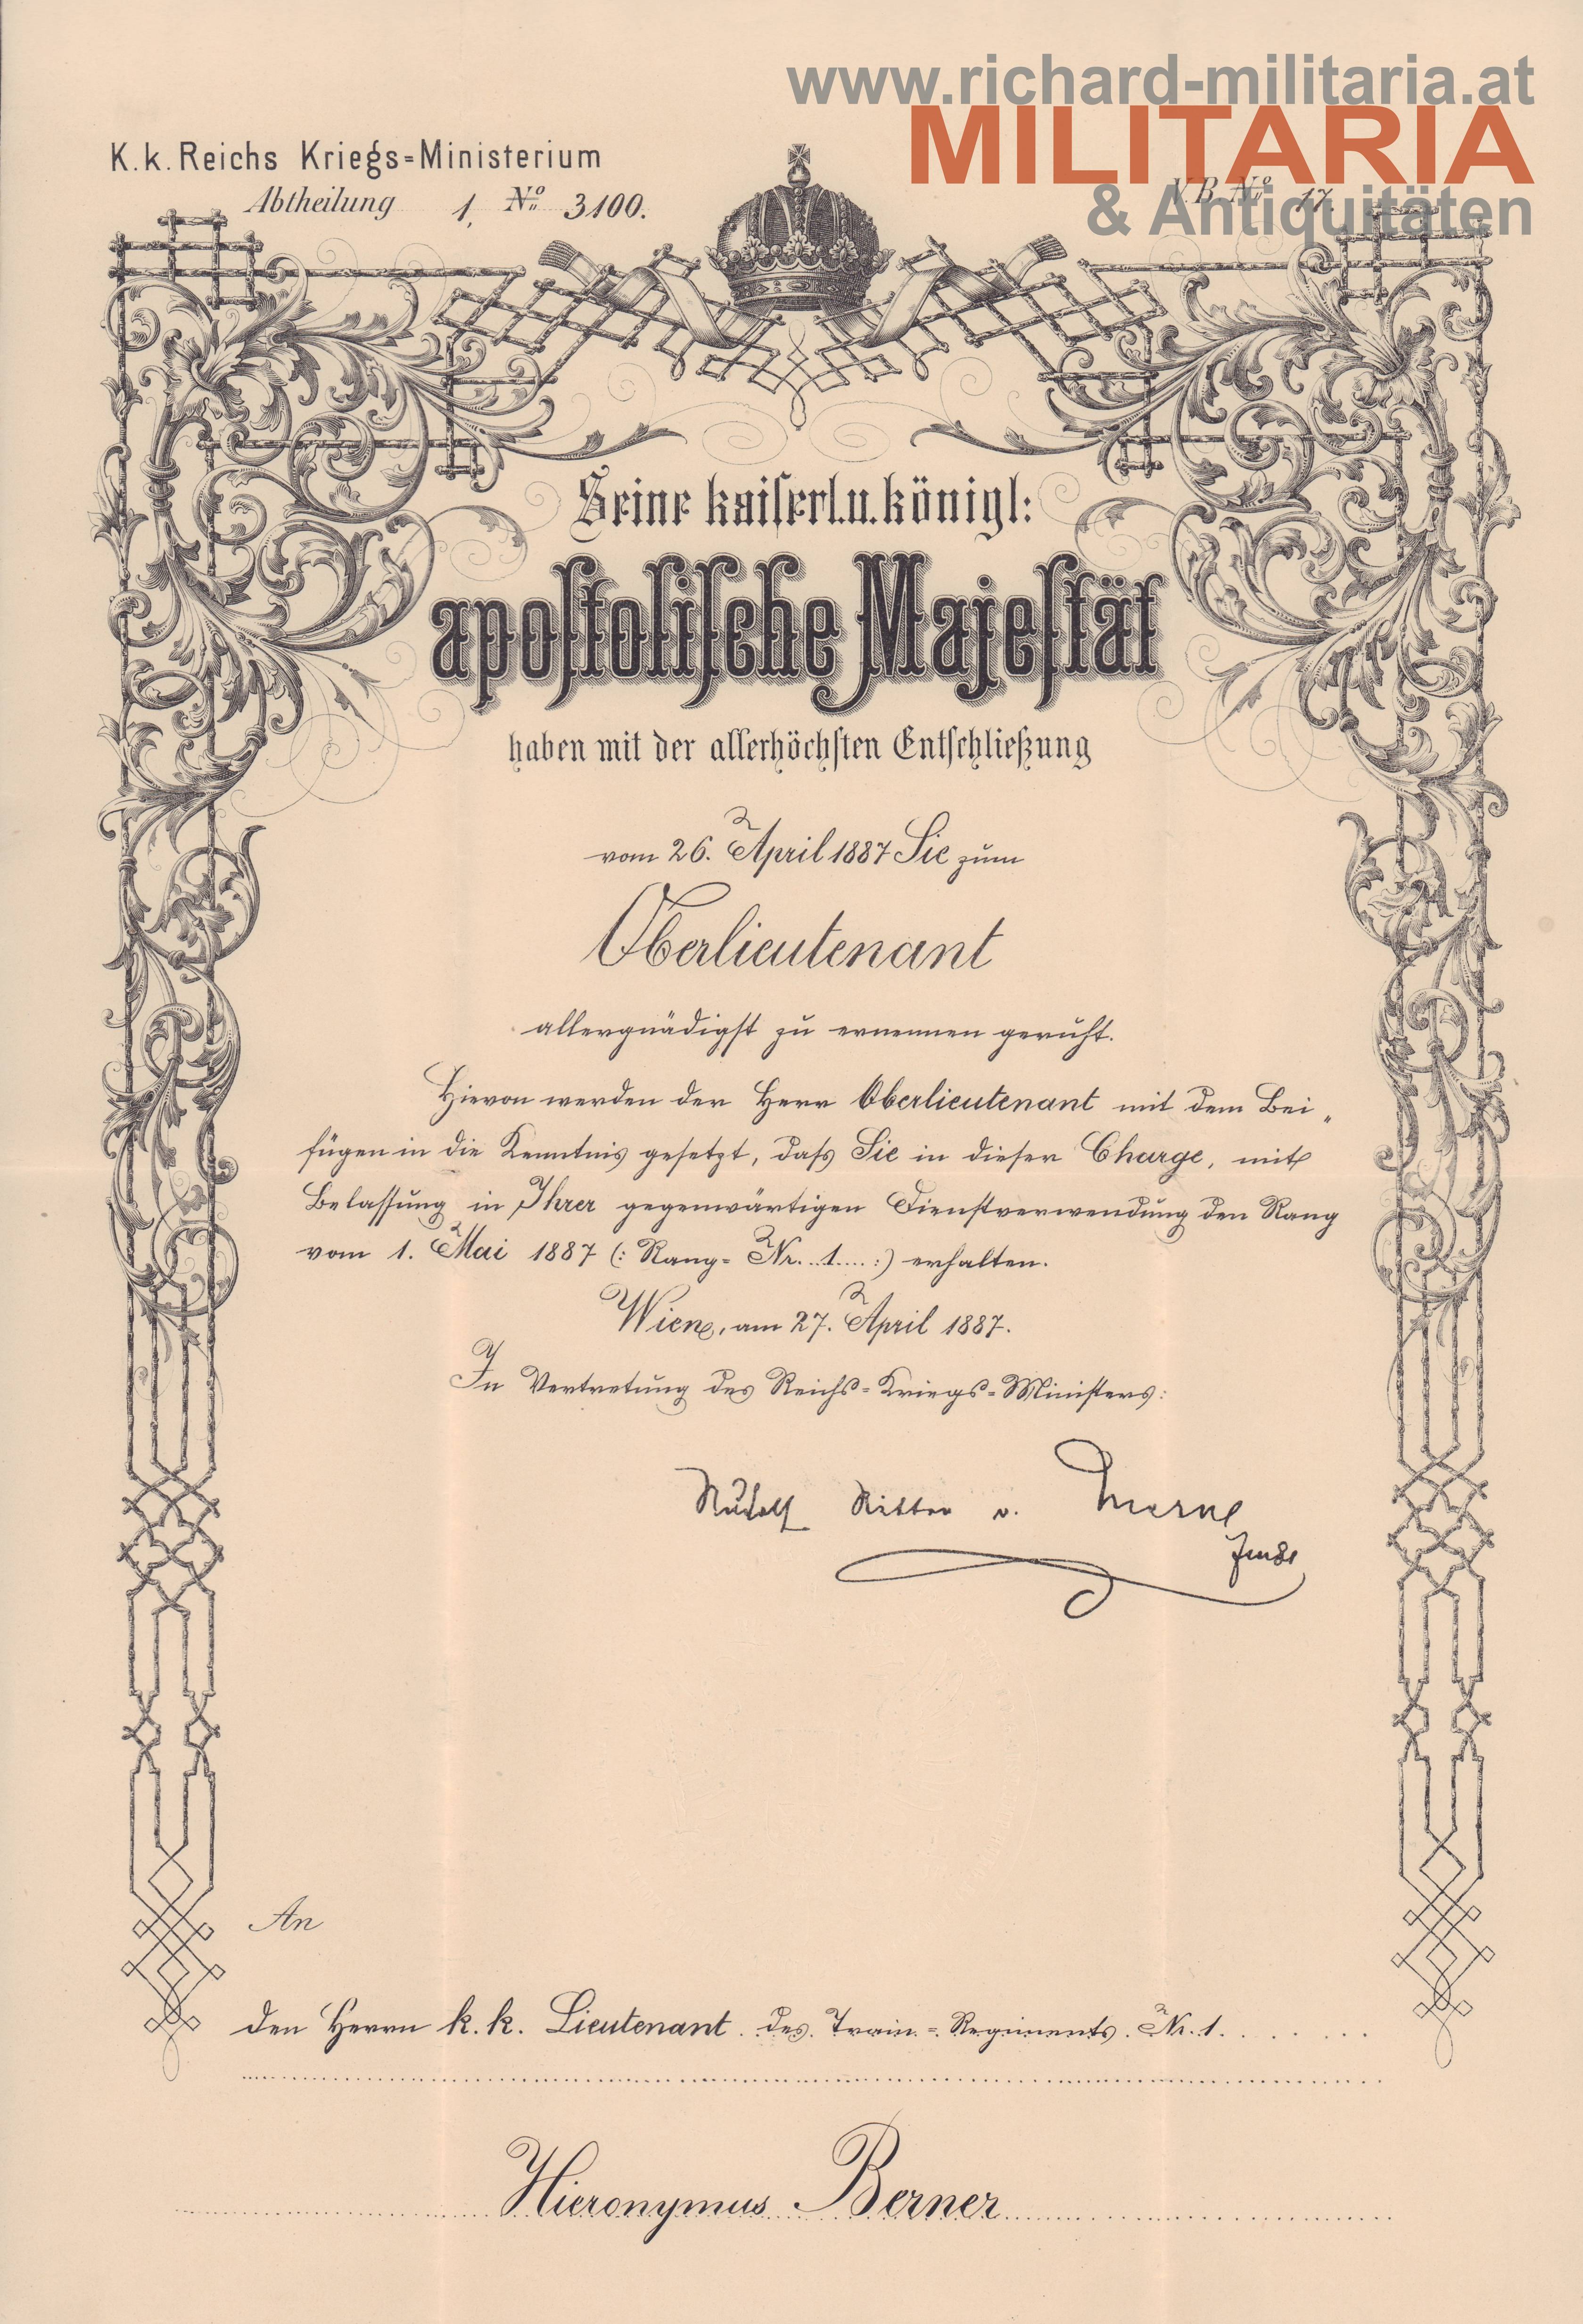 www.richard-militaria.at
MILITARIA
& Antiquitäten
K.k. Reichs Kriegs=Ministerium
Abtheilung 1, No 3100.
No 17
Seine kaiserl.u.königl:
apostolische Majestät
haben mit der allerhöchsten Entschließung
vom 26. April 1887 Sie zum
Oberlieutenant
allergnädigst zu ernennen geruht.
Hievon werden der Herr Oberlieutenant mit dem Bei„
fügen in die Kenntnis gesetzt, dass Sie in dieser Charge, mit
Belassung in Ihrer gegenwärtigen Dienstverwendung den Rang
vom 1. Mai 1887 (: Rang= Nr. 1 :) erhalten.
Wien, am 27. April 1887.
In Vertretung des Reichs=Kriegs=Ministers:
Rudolf Ritter v.
An
den Herrn k.k. Lieutenant des Train=Regiments Nr. 1.
Hieronymus Berner